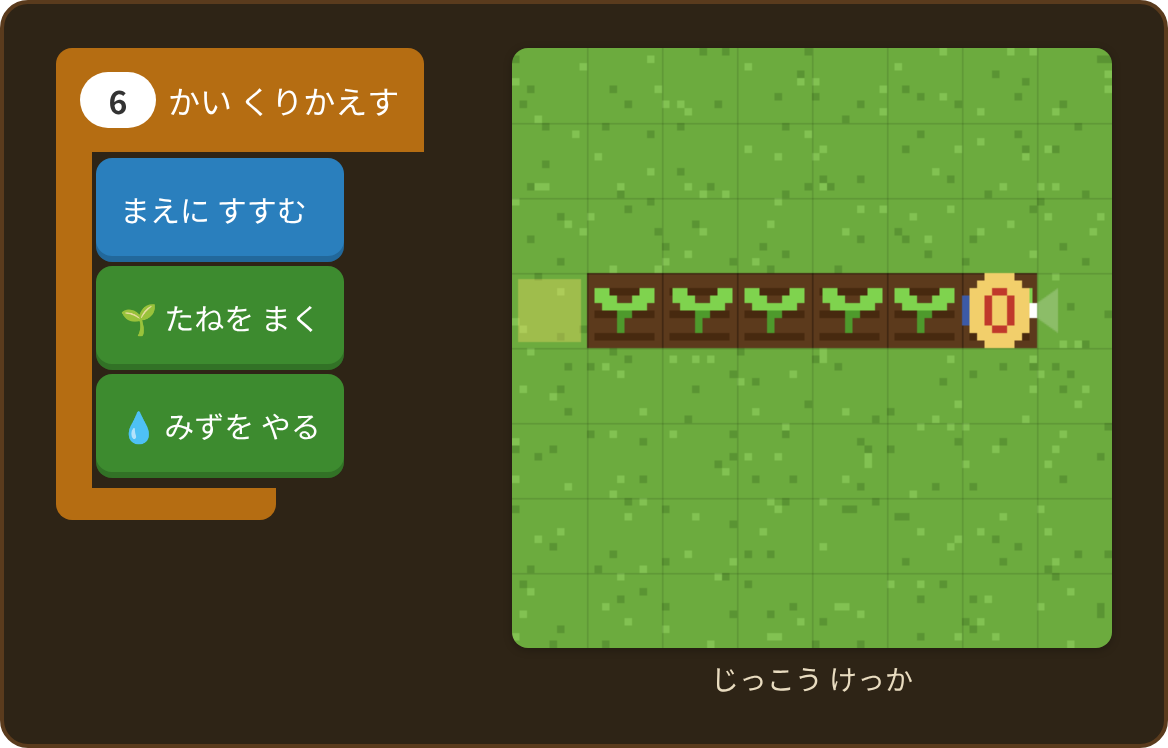 6 かい くりかえす
まえに すすむ
🌱 たねを まく
💧 みずを やる
じっこう けっか